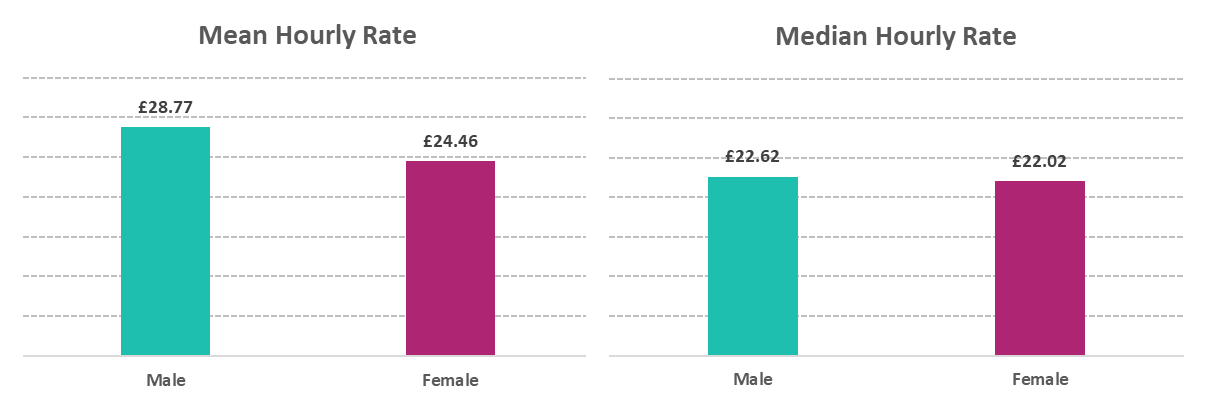 Mean Hourly Rate
£28.77
£24.46
Male
Female
Median Hourly Rate
£22.62
£22.02
Male
Female